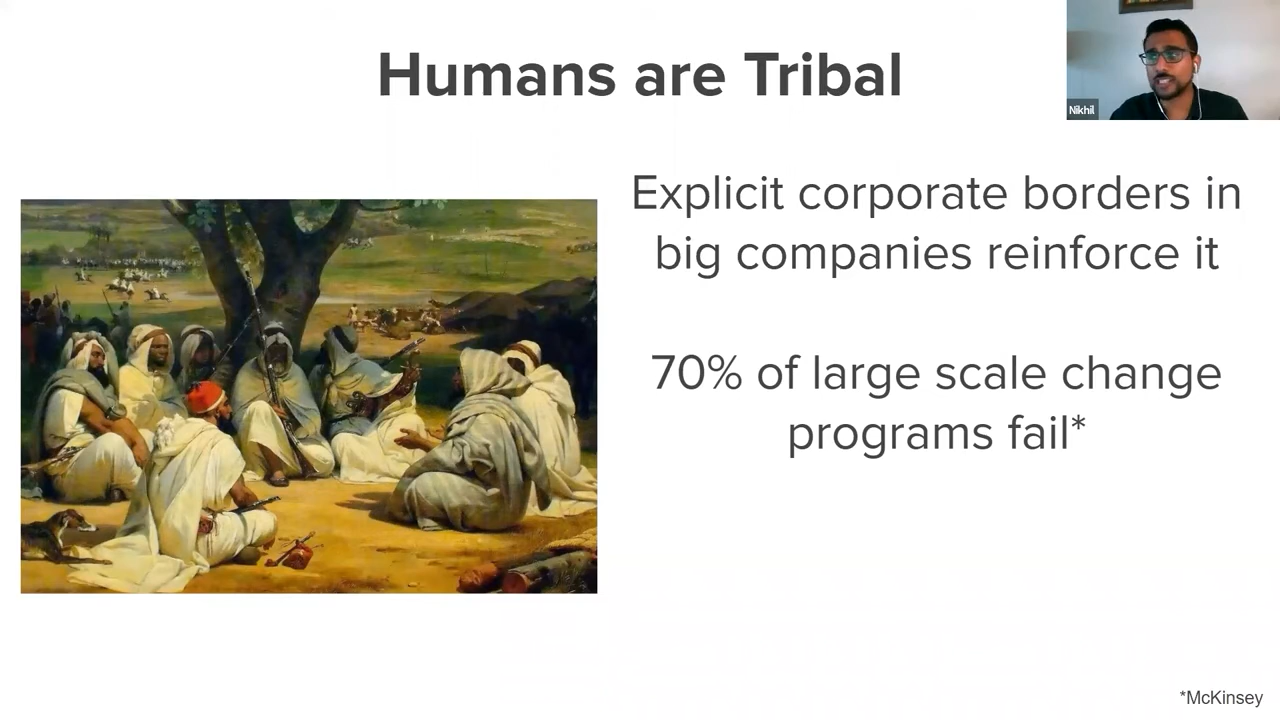 Humans are Tribal
Nikhil
Explicit corporate borders in
big companies reinforce it
70% of large scale change
programs fail*
*McKinsey